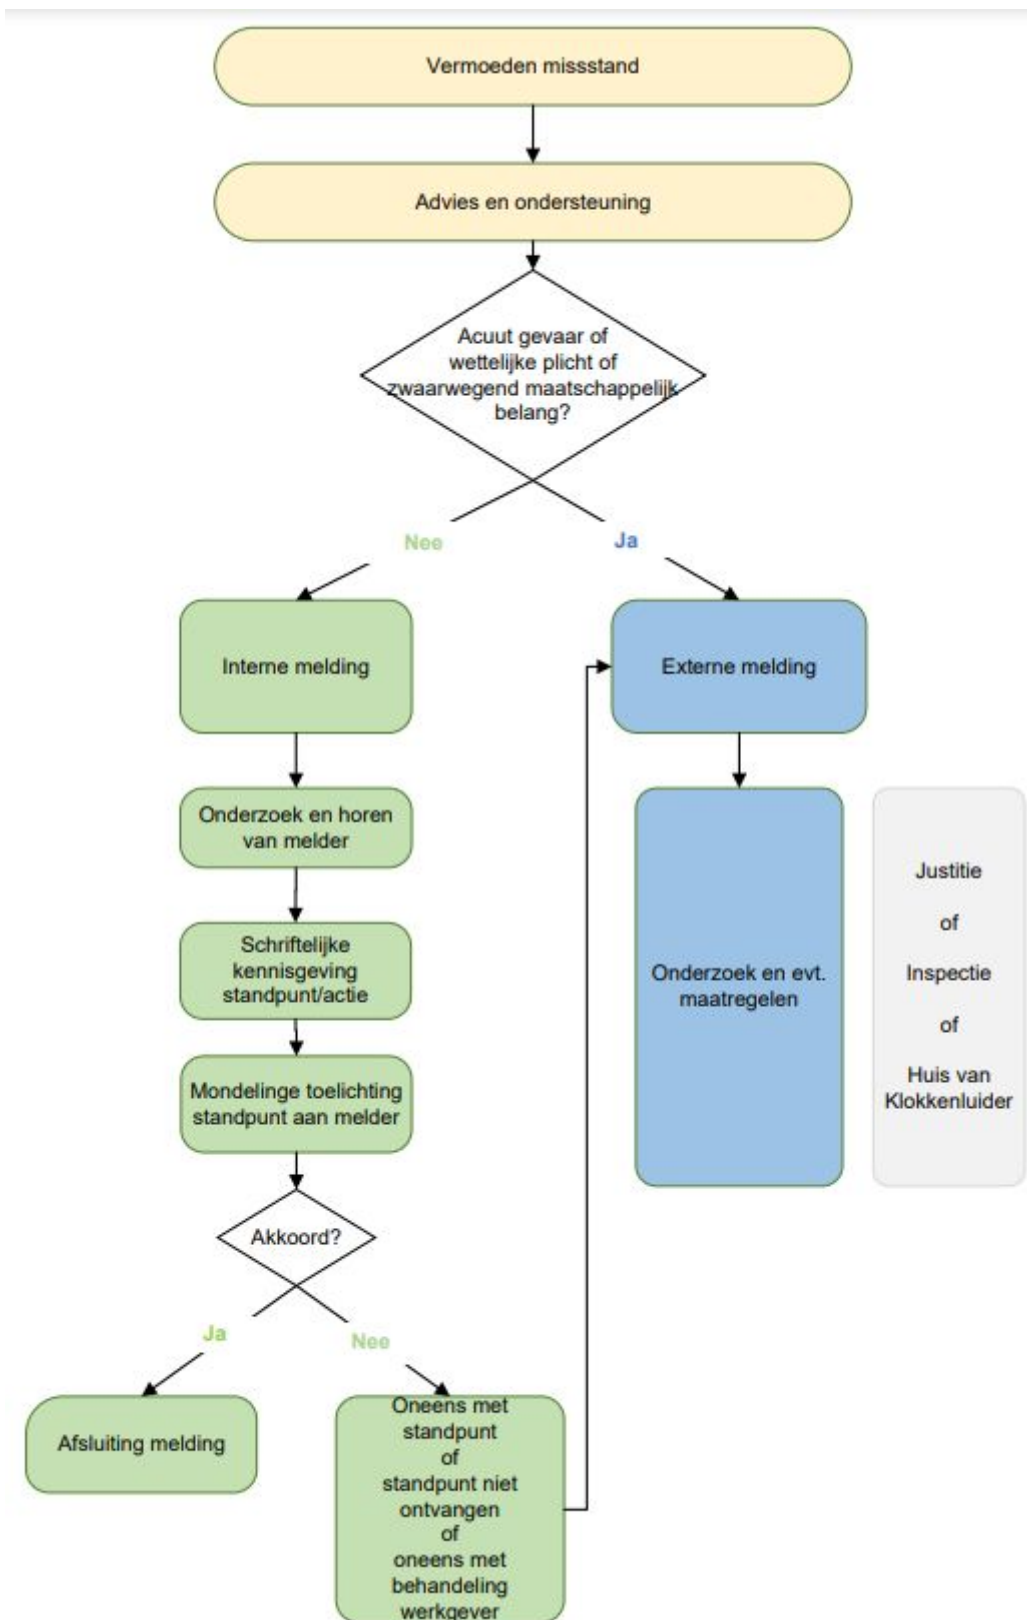 Vermoeden missstand
Advies en ondersteuning
Acuut gevaar of
wettelijke plicht of
zwaarwegend maatschappelijk
belang?
Nee
Ja
Interne melding
Externe melding
Onderzoek en horen
van melder
Schriftelijke
kennisgeving
standpunt/actie
Mondelinge toelichting
standpunt aan melder
Onderzoek en evt.
maatregelen
Justitie
of
Inspectie
of
Huis van
Klokkenluider
Akkoord?
Ja
Nee
Afsluiting melding
Oneens met
standpunt
of
standpunt niet
ontvangen
of
oneens met
behandeling
werkgever